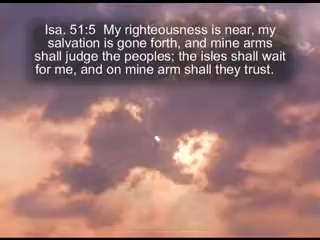 Isa. 51:5  My righteousness is near, my
salvation is gone forth, and mine arms
shall judge the peoples; the isles shall wait
for me, and on mine arm shall they trust.